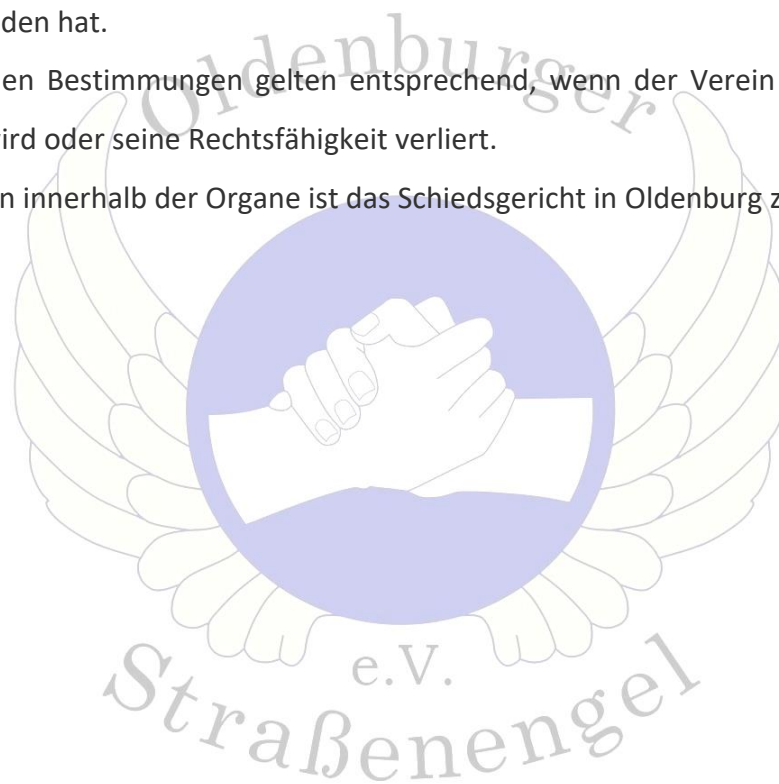 den hat.
en Bestimmungen gelten entsprechend, wenn der Verein
ird oder seine Rechtsfähigkeit verliert.
n innerhalb der Organe ist das Schiedsgericht in Oldenburg z
Oldenburger
e.V.
Straßenengel